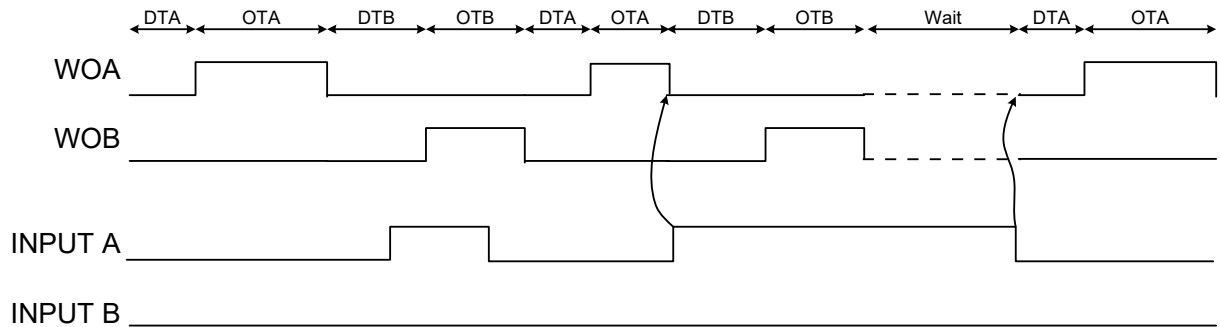 DTA OTA DTB OTB DTA OTA DTB OTB Wait DTA OTA
WOA
WOB
INPUT A
INPUT B